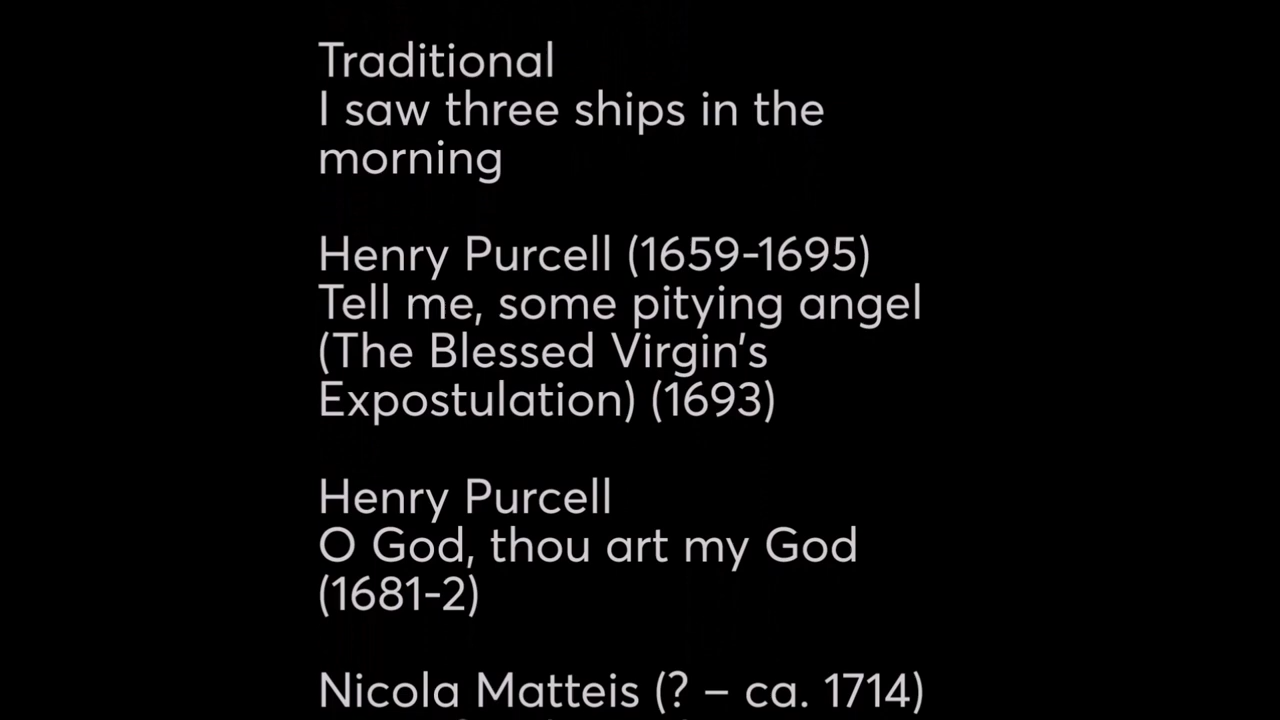 Traditional
I saw three ships in the
morning
Henry Purcell (1659-1695)
Tell me, some pitying angel
(The Blessed Virgin’s
Expostulation) (1693)
Henry Purcell
O God, thou art my God
(1681-2)
Nicola Matteis (? – ca. 1714)